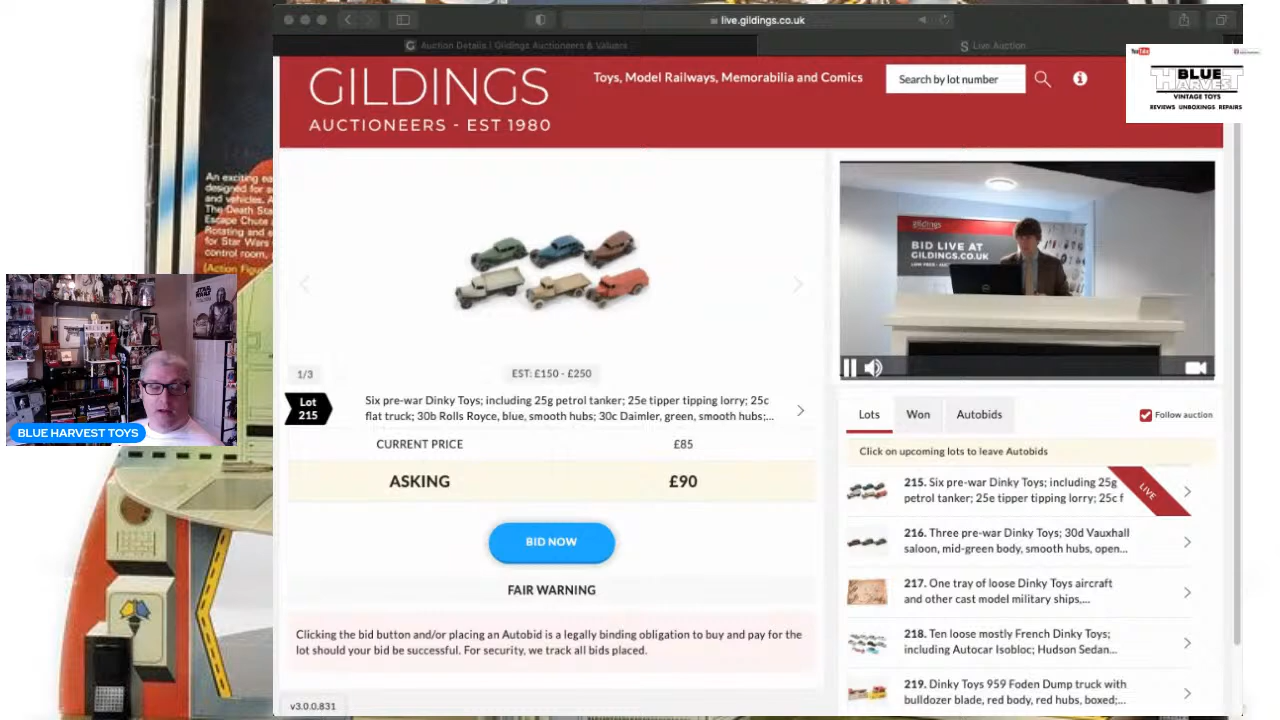 live.gildings.co.uk
Auction Details | Gildings Auctioneers & Valuers
Live Auction
GILDINGS
AUCTIONEERS - EST 1980
Toys, Model Railways, Memorabilia and Comics
Search by lot number
YouTube
BLUE
HARVEST
VINTAGE TOYS
REVIEWS UNBOXINGS REPAIRS
An exciting
designed for
and vehicles.
The Death Sta
Escape Chute
Rotating and
for Star Wars
control room.
BLUE HARVEST TOYS
gildings
BID LIVE AT
GILDINGS.CO.UK
1/3
EST: £150 - £250
Lot
215
Six pre-war Dinky Toys; including 25g petrol tanker; 25e tipper tipping lorry; 25c
flat truck; 30b Rolls Royce, blue, smooth hubs; 30c Daimler, green, smooth hubs;...
CURRENT PRICE £85
ASKING £90
BID NOW
FAIR WARNING
Clicking the bid button and/or placing an Autobid is a legally binding obligation to buy and pay for the
lot should your bid be successful. For security, we track all bids placed.
v3.0.0.831
Lots Won Autobids Follow auction
Click on upcoming lots to leave Autobids
215. Six pre-war Dinky Toys; including 25g
petrol tanker; 25e tipper tipping lorry; 25c f
LIVE
216. Three pre-war Dinky Toys; 30d Vauxhall
saloon, mid-green body, smooth hubs, open...
217. One tray of loose Dinky Toys aircraft
and other cast model military ships,...
218. Ten loose mostly French Dinky Toys;
including Autocar Isobloc; Hudson Sedan...
219. Dinky Toys 959 Foden Dump truck with
bulldozer blade, red body, red hubs, boxed;...